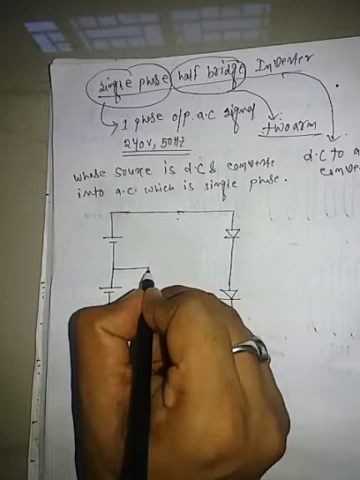 single phase half bridge Inverter
1 phase o/p a.c signal
240v, 50Hz
two arm
d.c to a
conve
whose source is d.c & converte
into a.c. which is single phase.